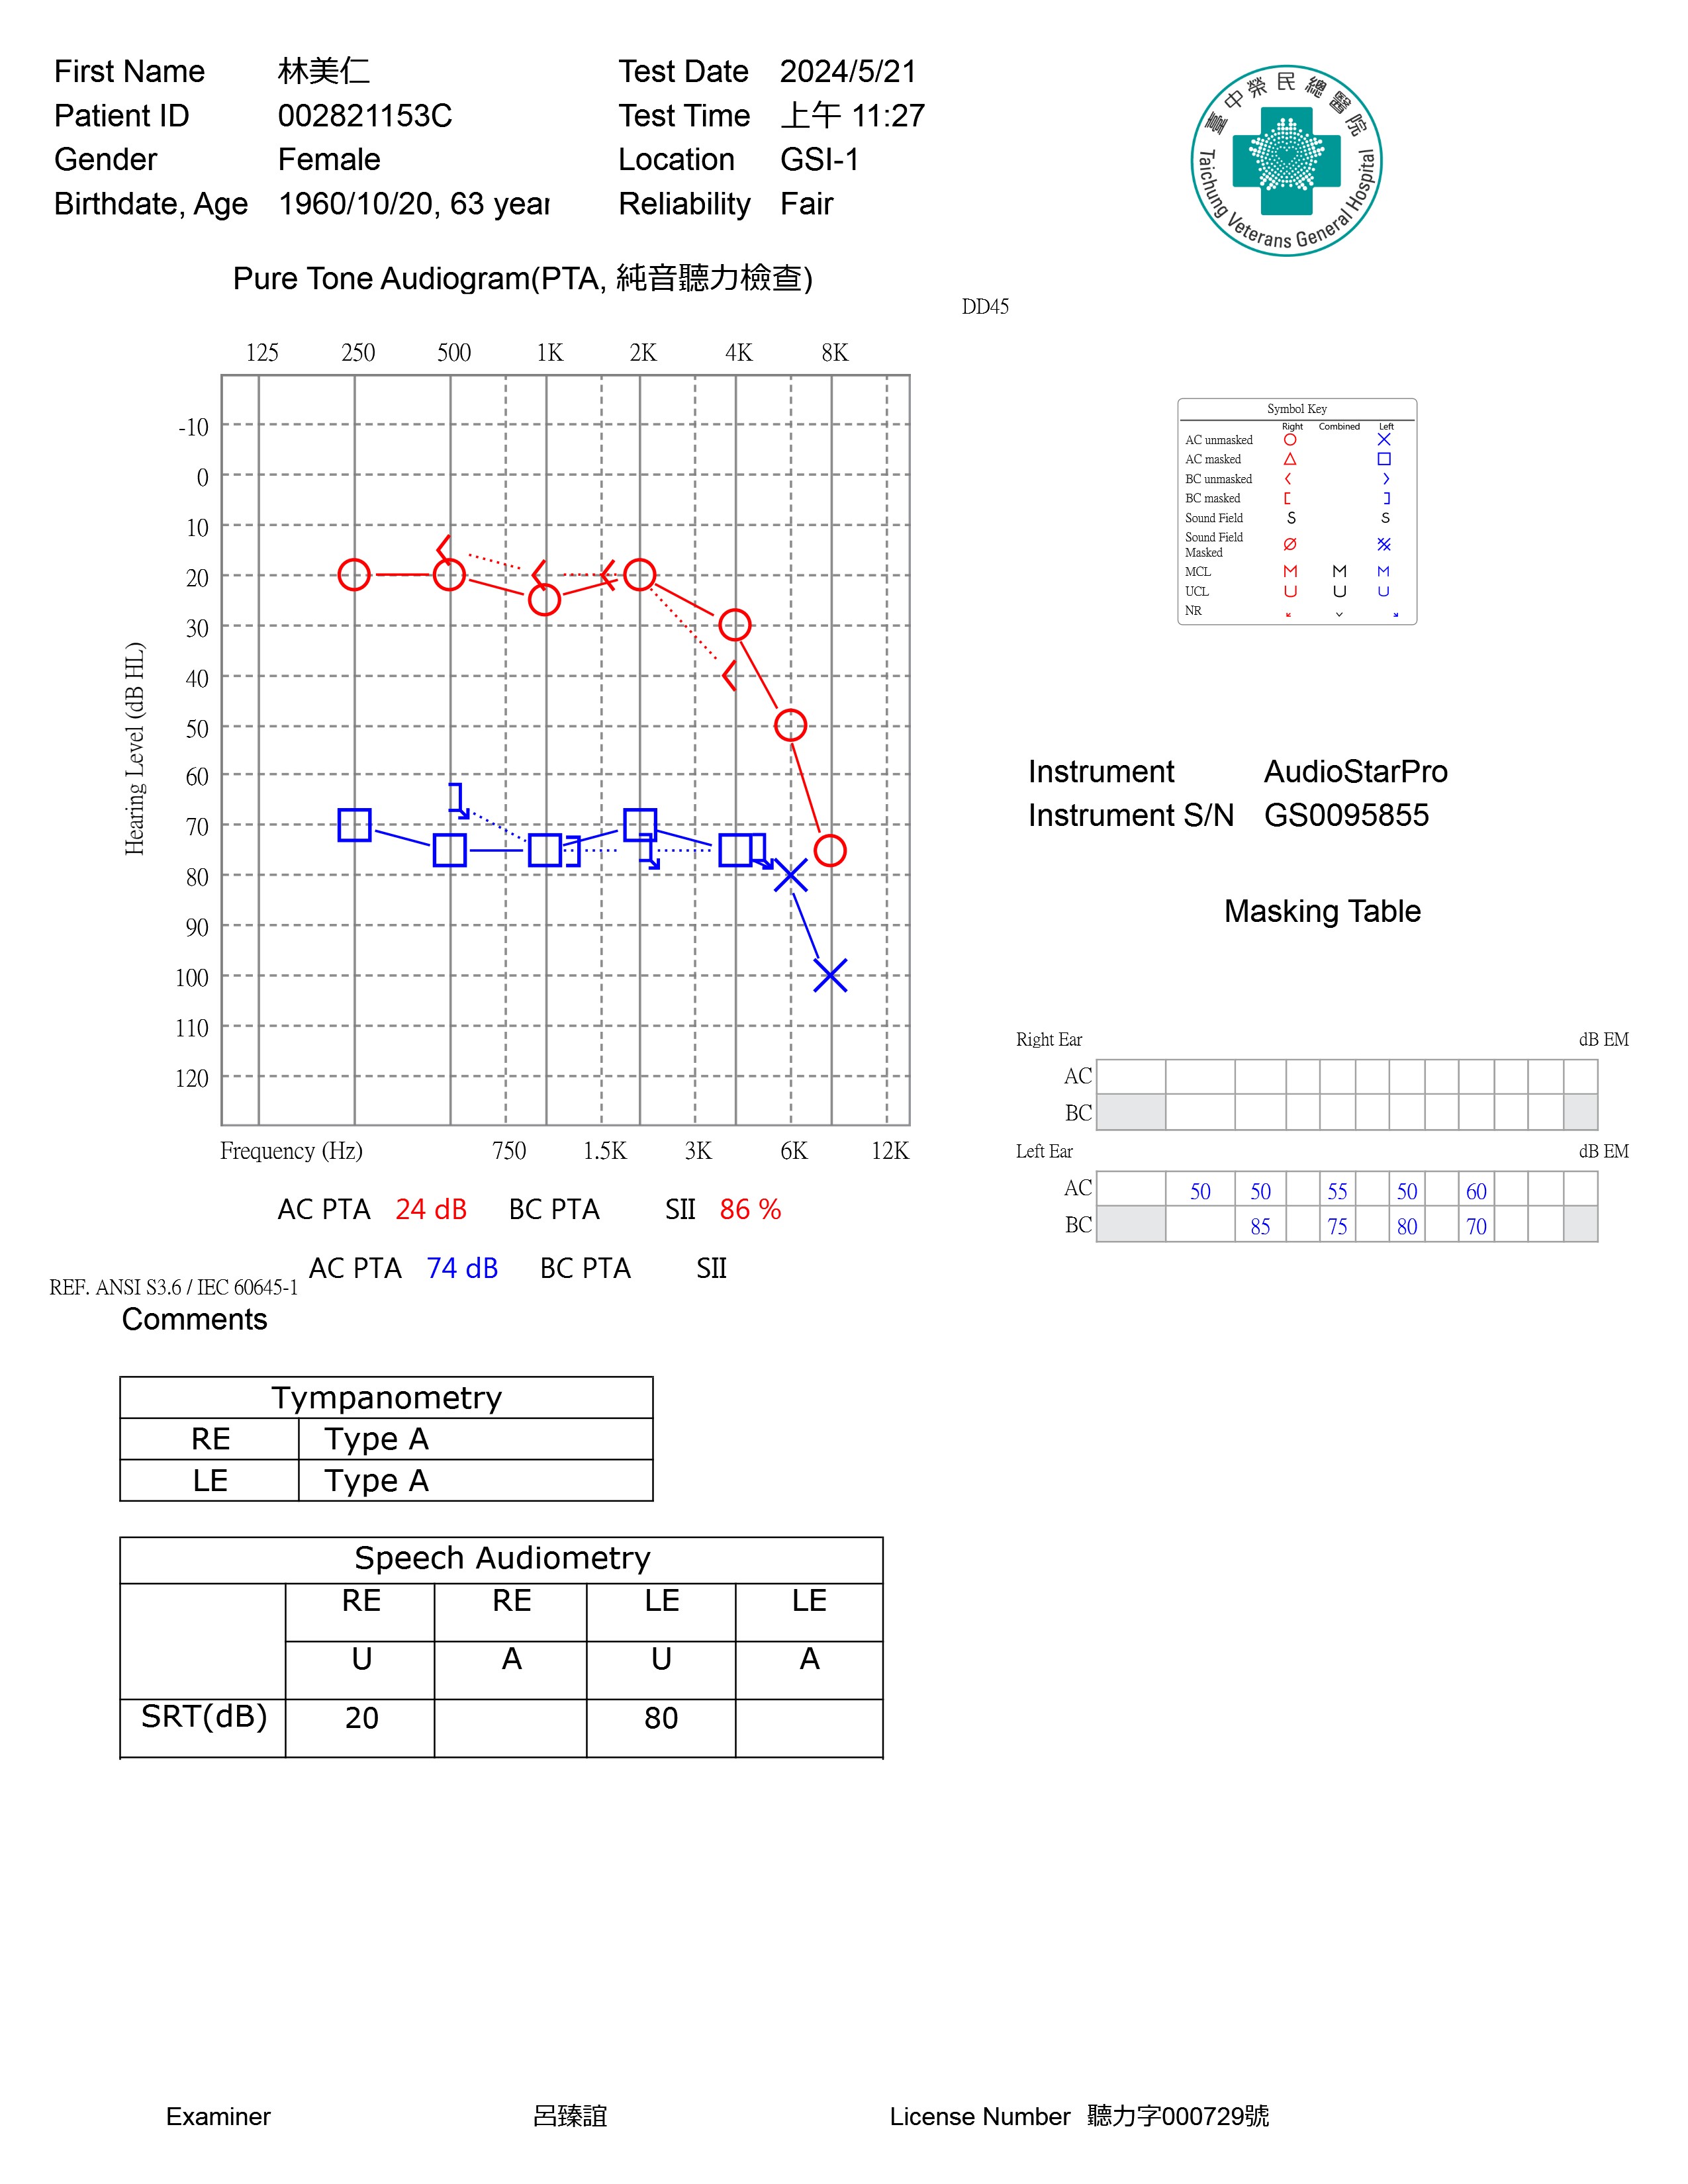 First Name 林美仁 Test Date 2024/5/21
Patient ID 002821153C Test Time 上午 11:27
Gender Female Location GSI-1
Birthdate, Age 1960/10/20, 63 year Reliability Fair
臺中榮民總醫院
Taichung Veterans General Hospital
Pure Tone Audiogram(PTA, 純音聽力檢查)
DD45
125 250 500 1K 2K 4K 8K
-10
0
10
20
30
40
50
60
70
80
90
100
110
120
Hearing Level (dB HL)
Frequency (Hz) 750 1.5K 3K 6K 12K
Symbol Key
Right Combined Left
AC unmasked
AC masked
BC unmasked
BC masked
Sound Field S S
Sound Field
Masked
MCL M M M
UCL U U U
NR
Instrument AudioStarPro
Instrument S/N GS0095855
Masking Table
Right Ear dB EM
AC
BC
Left Ear dB EM
AC 50 50 55 50 60
BC 85 75 80 70
AC PTA 24 dB BC PTA SII 86 %
AC PTA 74 dB BC PTA SII
REF. ANSI S3.6 / IEC 60645-1
Comments
Tympanometry
RE Type A
LE Type A
Speech Audiometry
RE RE LE LE
U A U A
SRT(dB) 20 80
Examiner 呂臻誼 License Number 聽力字000729號